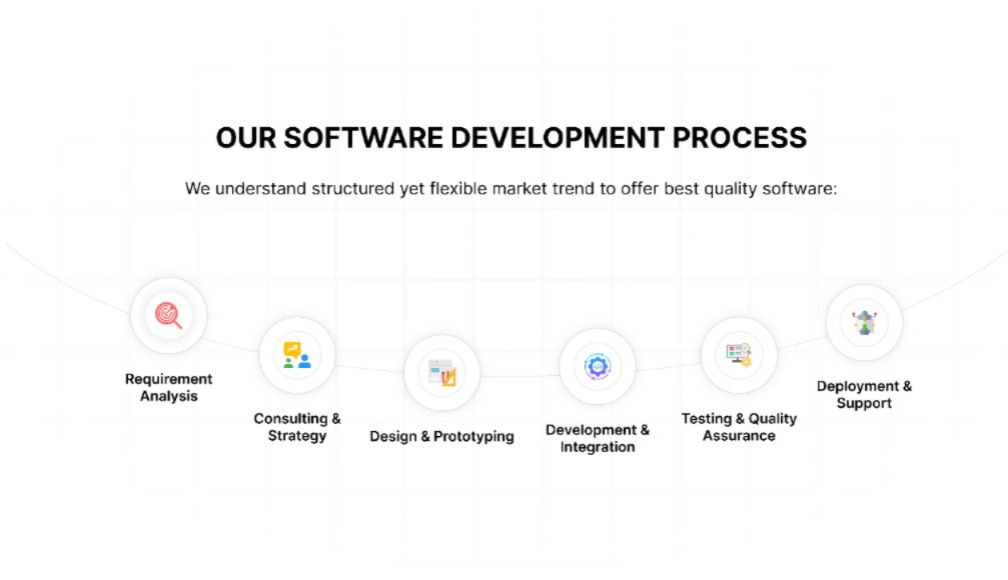 OUR SOFTWARE DEVELOPMENT PROCESS
We understand structured yet flexible market trend to offer best quality software:
Requirement
Analysis
Consulting &
Strategy
Design & Prototyping
Development &
Integration
Testing & Quality
Assurance
Deployment &
Support